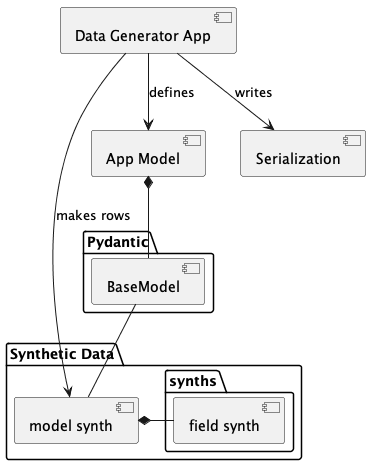 Data Generator App
defines
writes
App Model
Serialization
makes rows
Pydantic
BaseModel
Synthetic Data
synths
model synth
field synth